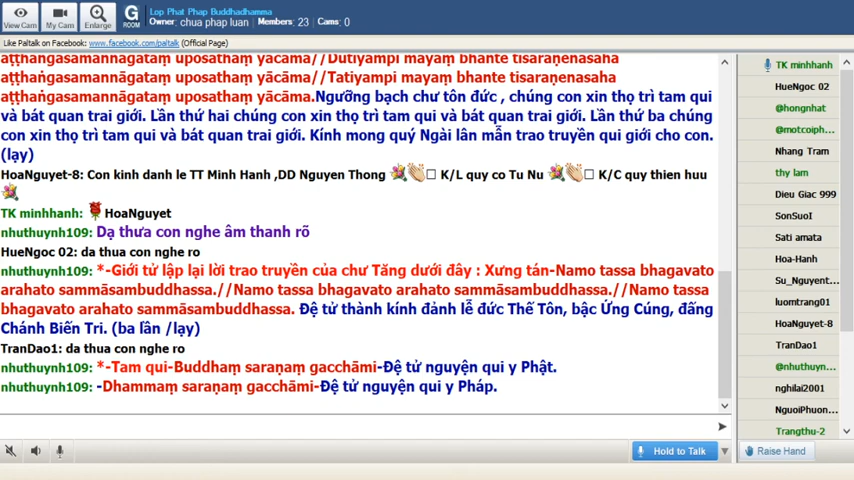 View Cam
My Cam
Enlarge
G
ROOM
Lop Phat Phap Buddhadhamma
Owner: chua phap luan Members: 23 Cams: 0
Like Paltalk on Facebook: www.facebook.com/paltalk (Official Page)
aṭṭhaṅgasamannāgataṃ uposathaṃ yācāma//Dutiyampi mayaṃ bhante tisaraṇenasaha
aṭṭhaṅgasamannāgataṃ uposathaṃ yācāma//Tatiyampi mayaṃ bhante tisaraṇenasaha
aṭṭhaṅgasamannāgataṃ uposathaṃ yācāma.Ngưỡng bạch chư tôn đức , chúng con xin thọ trì tam qui
và bát quan trai giới. Lần thứ hai chúng con xin thọ trì tam qui và bát quan trai giới. Lần thứ ba chúng
con xin thọ trì tam qui và bát quan trai giới. Kính mong quý Ngài lân mẫn trao truyền qui giới cho con.
(lạy)
HoaNguyet-8: Con kinh danh le TT Minh Hanh ,DD Nguyen Thong K/L quy co Tu Nu K/C quy thien huu
TK minhhanh: HoaNguyet
nhuthuynh109: Dạ thưa con nghe âm thanh rõ
HueNgoc 02: da thua con nghe ro
nhuthuynh109: *-Giới tử lập lại lời trao truyền của chư Tăng dưới đây : Xưng tán-Namo tassa bhagavato
arahato sammāsambuddhassa.//Namo tassa bhagavato arahato sammāsambuddhassa.//Namo tassa
bhagavato arahato sammāsambuddhassa. Đệ tử thành kính đảnh lễ đức Thế Tôn, bậc Ứng Cúng, đấng
Chánh Biến Tri. (ba lần /lạy)
TranDao1: da thua con nghe ro
nhuthuynh109: *-Tam qui-Buddhaṃ saraṇaṃ gacchāmi-Đệ tử nguyện qui y Phật.
nhuthuynh109: -Dhammaṃ saraṇaṃ gacchāmi-Đệ tử nguyện qui y Pháp.
Hold to Talk
TK minhhanh
HueNgoc 02
@hongnhat
@motcoiph...
Nhang Tram
thy lam
Dieu Giac 999
SonSuoI
Sati amata
Hoa-Hanh
Su_Nguyent...
luomtrang01
HoaNguyet-8
TranDao1
@nhuthuyn...
nghilai2001
NguoiPhuon...
Trangthu-2
Raise Hand